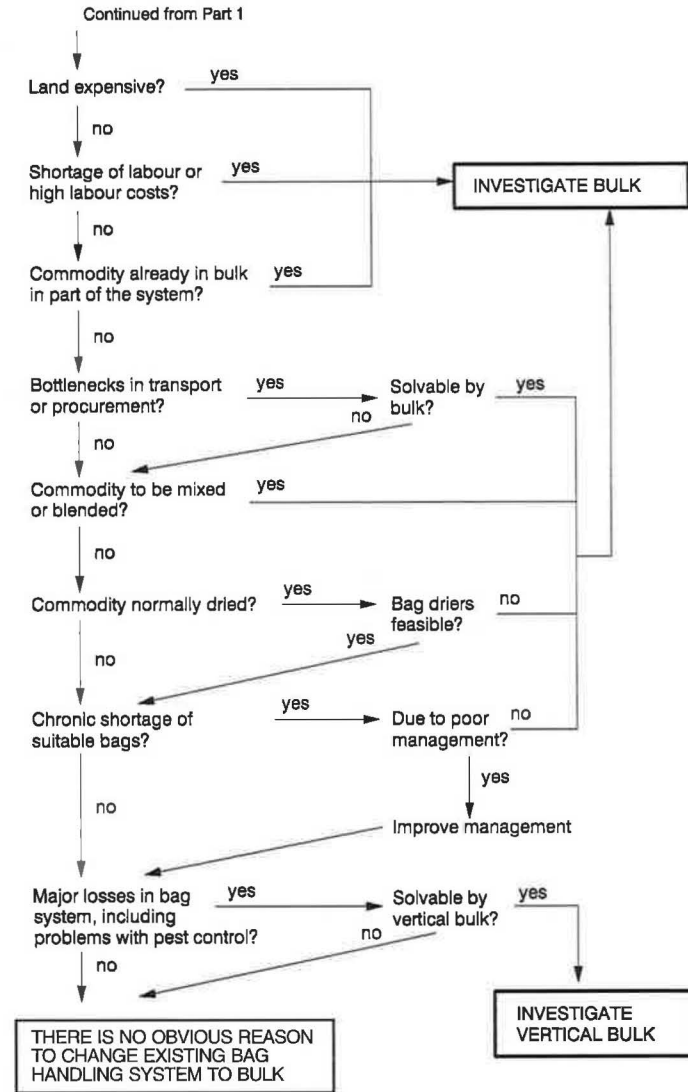 Continued from Part 1
Land expensive?
yes
no
Shortage of labour or
high labour costs?
yes
INVESTIGATE BULK
no
Commodity already in bulk
in part of the system?
yes
no
Bottlenecks in transport
or procurement?
yes
Solvable by
bulk?
yes
no
no
Commodity to be mixed
or blended?
yes
no
Commodity normally dried?
yes
Bag driers
feasible?
no
yes
no
Chronic shortage of
suitable bags?
yes
Due to poor
management?
no
yes
no
Improve management
Major losses in bag
system, including
problems with pest control?
yes
Solvable by
vertical bulk?
yes
no
no
THERE IS NO OBVIOUS REASON
TO CHANGE EXISTING BAG
HANDLING SYSTEM TO BULK
INVESTIGATE
VERTICAL BULK